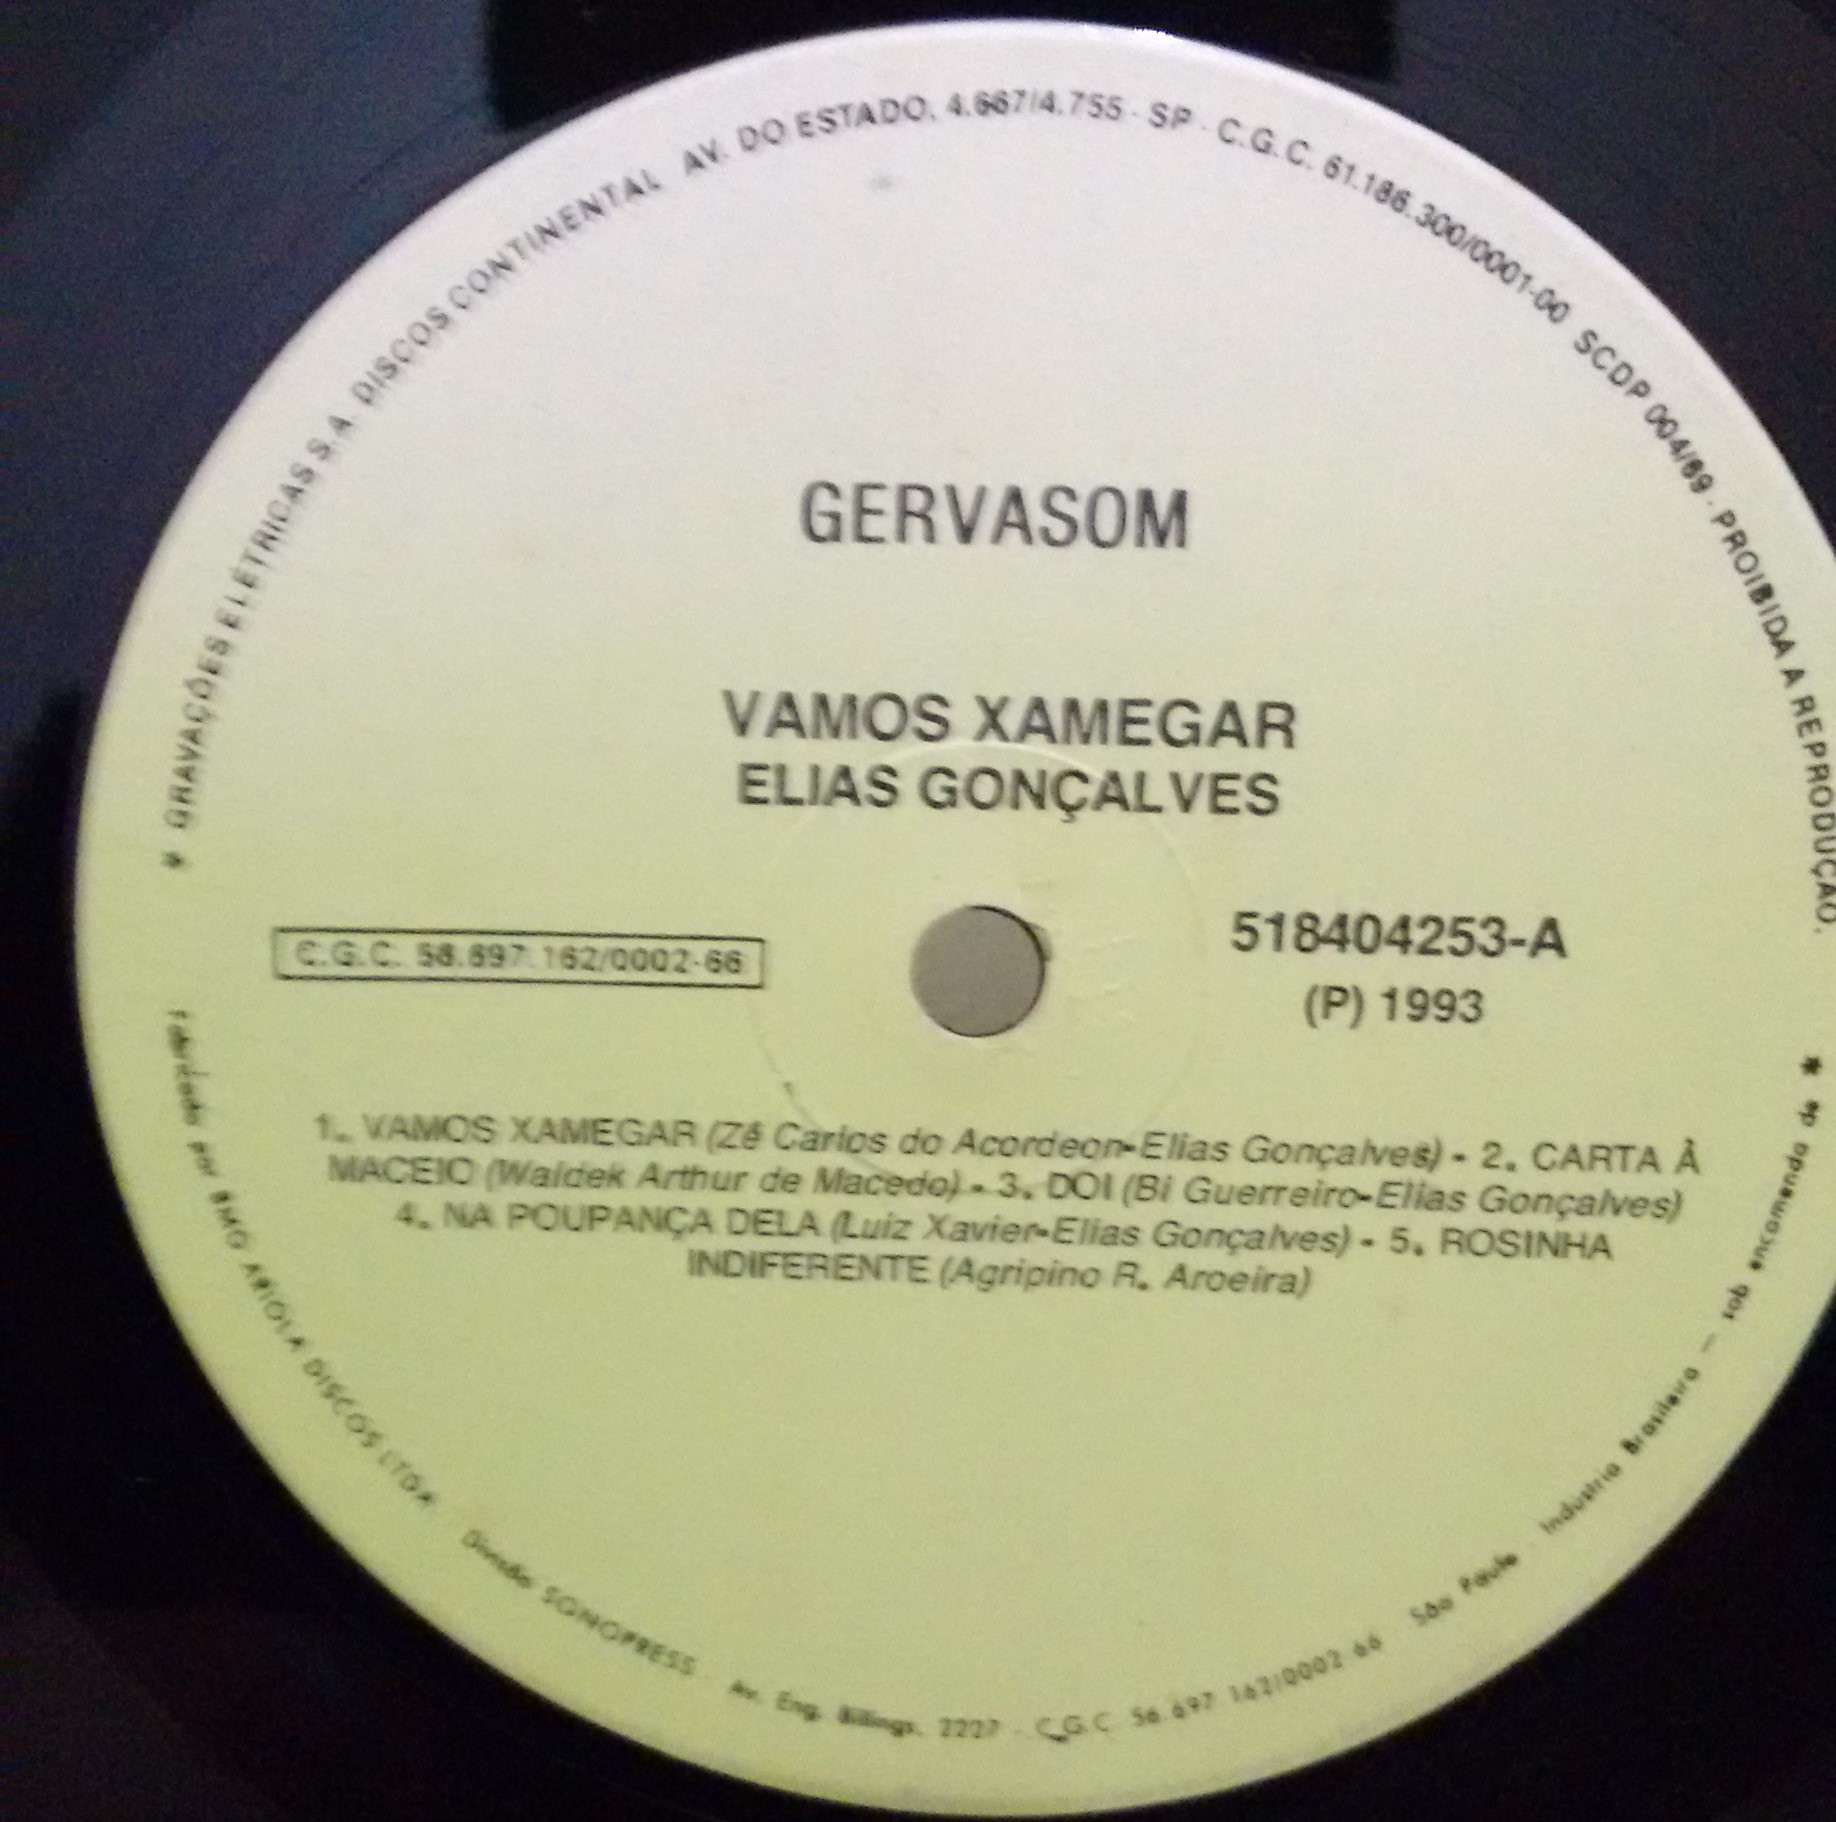 * GRAVAÇÕES ELÉTRICAS S.A. DISCOS CONTINENTAL AV. DO ESTADO, 4.667/4.755 - SP - C.G.C. 61.186.300/0001-00 SCDP 004/89 - PROIBIDA A REPRODUÇÃO.
GERVASOM
VAMOS XAMEGAR
ELIAS GONÇALVES
C.G.C. 56.697.162/0002-66
518404253-A
(P) 1993
1. VAMOS XAMEGAR (Zé Carlos do Acordeon-Elias Gonçalves) - 2. CARTA À
MACEIO (Waldek Arthur de Macedo) - 3. DOI (Bi Guerreiro-Elias Gonçalves)
4. NA POUPANÇA DELA (Luiz Xavier-Elias Gonçalves) - 5. ROSINHA
INDIFERENTE (Agripino R. Aroeira)
Fabricado por BMG ARIOLA DISCOS LTDA. Divisão SONOPRESS - Av. Eng. Billings, 2227 - C.G.C. 56.697.162/0002-66 - São Paulo - Industria Brasileira - sob encomenda de *